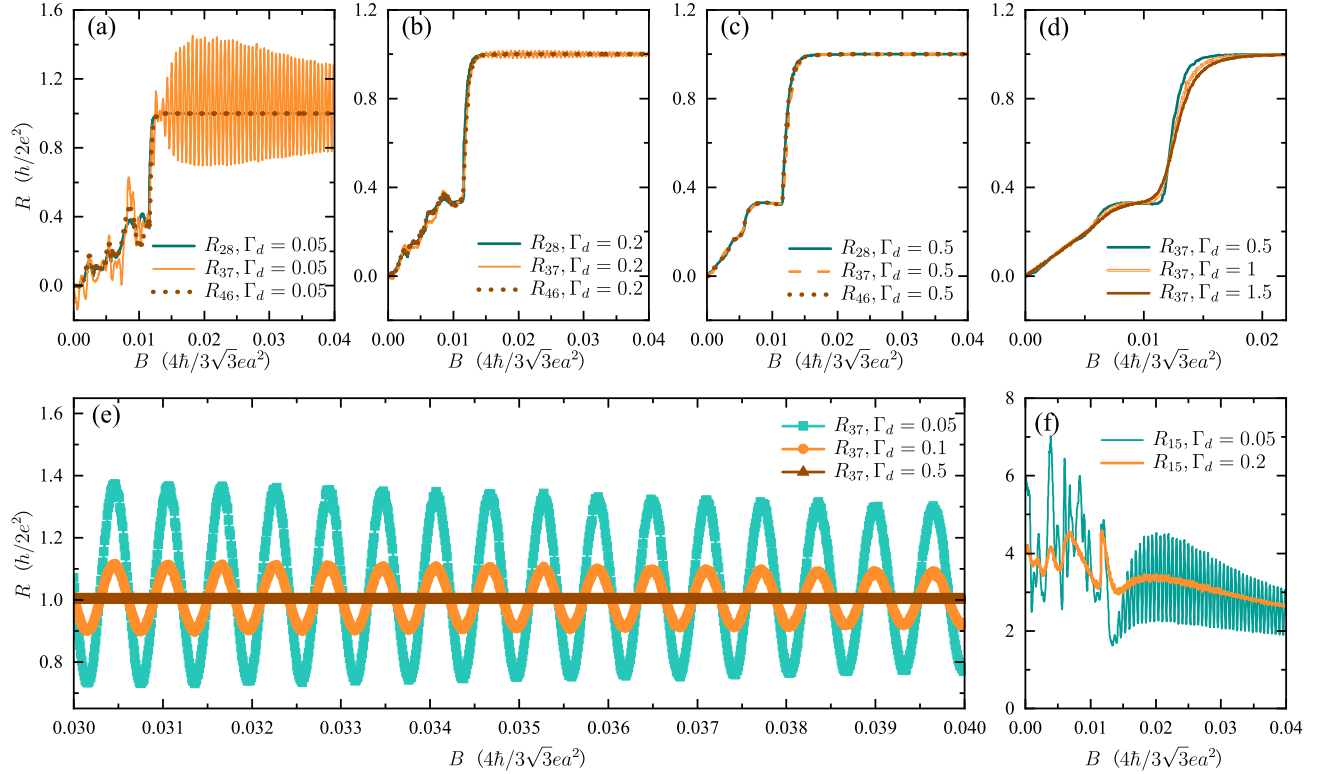 (a)
1.6
1.2
0.8
0.4
0.0
R (h/2e²)
R₂₈, Γ_d = 0.05
R₃₇, Γ_d = 0.05
R₄₆, Γ_d = 0.05
0.00 0.01 0.02 0.03 0.04
B (4ħ/3√3ea²)
(b)
1.2
0.8
0.4
0.0
R₂₈, Γ_d = 0.2
R₃₇, Γ_d = 0.2
R₄₆, Γ_d = 0.2
0.00 0.01 0.02 0.03 0.04
B (4ħ/3√3ea²)
(c)
1.2
0.8
0.4
0.0
R₂₈, Γ_d = 0.5
R₃₇, Γ_d = 0.5
R₄₆, Γ_d = 0.5
0.00 0.01 0.02 0.03 0.04
B (4ħ/3√3ea²)
(d)
1.2
0.8
0.4
0.0
R₃₇, Γ_d = 0.5
R₃₇, Γ_d = 1
R₃₇, Γ_d = 1.5
0.00 0.01 0.02
B (4ħ/3√3ea²)
(e)
1.6
1.4
1.2
1.0
0.8
R (h/2e²)
R₃₇, Γ_d = 0.05
R₃₇, Γ_d = 0.1
R₃₇, Γ_d = 0.5
0.030 0.031 0.032 0.033 0.034 0.035 0.036 0.037 0.038 0.039 0.040
B (4ħ/3√3ea²)
(f)
8
6
4
2
0
R₁₅, Γ_d = 0.05
R₁₅, Γ_d = 0.2
0.00 0.01 0.02 0.03 0.04
B (4ħ/3√3ea²)